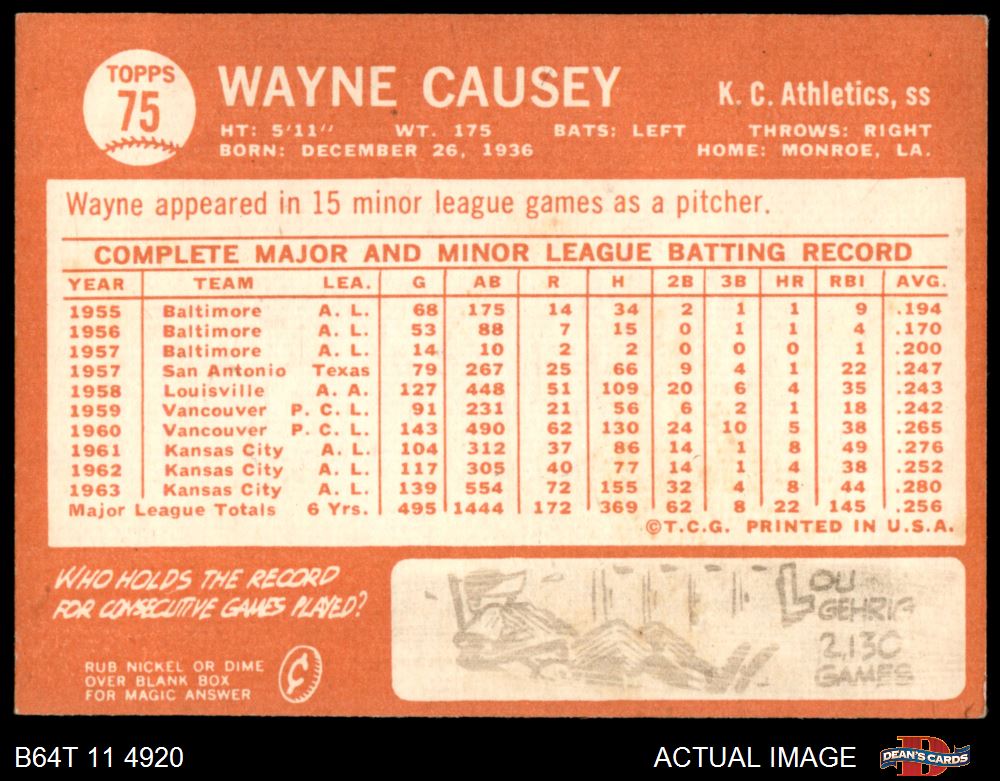 TOPPS
75
WAYNE CAUSEY
K. C. Athletics, ss
HT: 5'11" WT. 175 BATS: LEFT THROWS: RIGHT
BORN: DECEMBER 26, 1936 HOME: MONROE, LA.
Wayne appeared in 15 minor league games as a pitcher.
COMPLETE MAJOR AND MINOR LEAGUE BATTING RECORD
YEAR TEAM LEA. G AB R H 2B 3B HR RBI AVG.
1955 Baltimore A. L. 68 175 14 34 2 1 1 9 .194
1956 Baltimore A. L. 53 88 7 15 0 1 1 4 .170
1957 Baltimore A. L. 14 10 2 2 0 0 0 1 .200
1957 San Antonio Texas 79 267 25 66 9 4 1 22 .247
1958 Louisville A. A. 127 448 51 109 20 6 4 35 .243
1959 Vancouver P. C. L. 91 231 21 56 6 2 1 18 .242
1960 Vancouver P. C. L. 143 490 62 130 24 10 5 38 .265
1961 Kansas City A. L. 104 312 37 86 14 1 8 49 .276
1962 Kansas City A. L. 117 305 40 77 14 1 4 38 .252
1963 Kansas City A. L. 139 554 72 155 32 4 8 44 .280
Major League Totals 6 Yrs. 495 1444 172 369 62 8 22 145 .256
©T.C.G. PRINTED IN U.S.A.
WHO HOLDS THE RECORD
FOR CONSECUTIVE GAMES PLAYED?
RUB NICKEL OR DIME
OVER BLANK BOX
FOR MAGIC ANSWER
¢
LOU
GEHRIG
2,130
GAMES
B64T 11 4920
ACTUAL IMAGE
DEAN'S CARDS